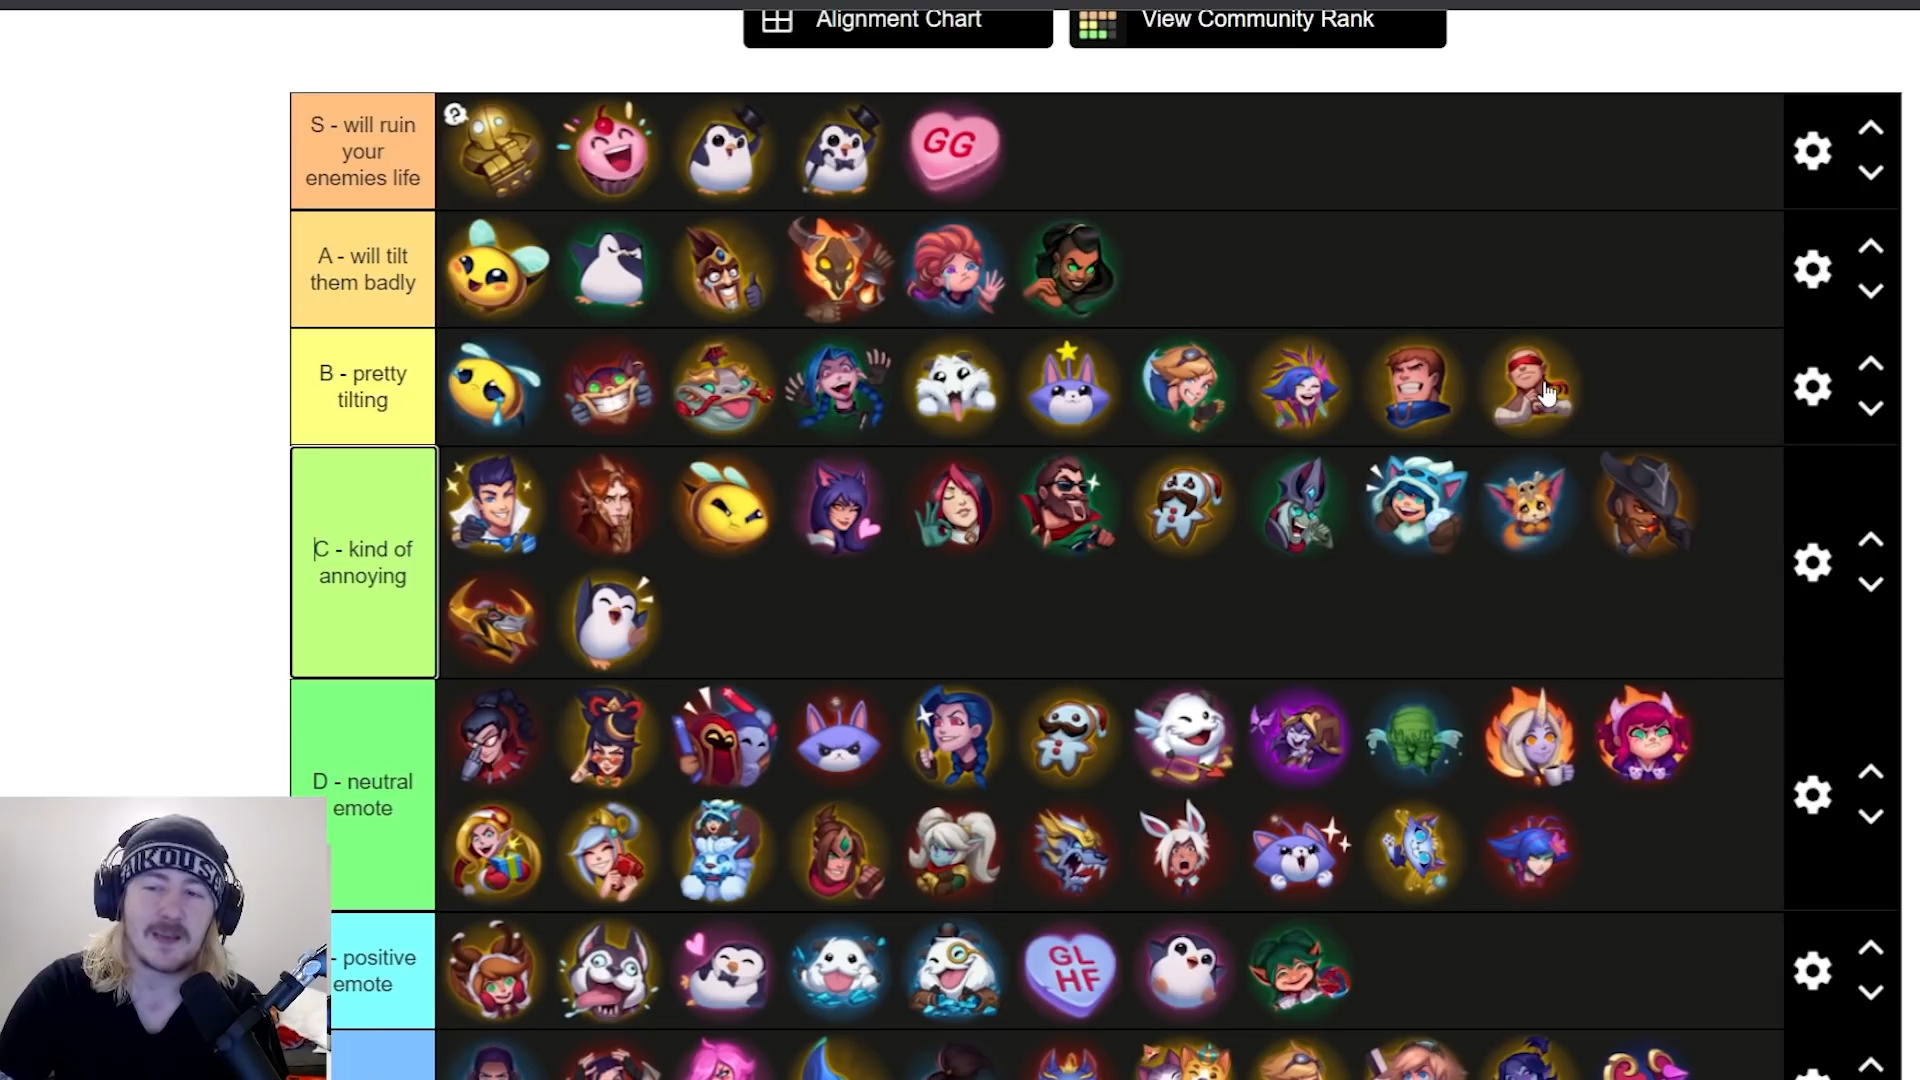 Alignment Chart
View Community Rank
S - will ruin
your
enemies life
?
GG
A - will tilt
them badly
B - pretty
tilting
C - kind of
annoying
D - neutral
emote
- positive
emote
GL
HF